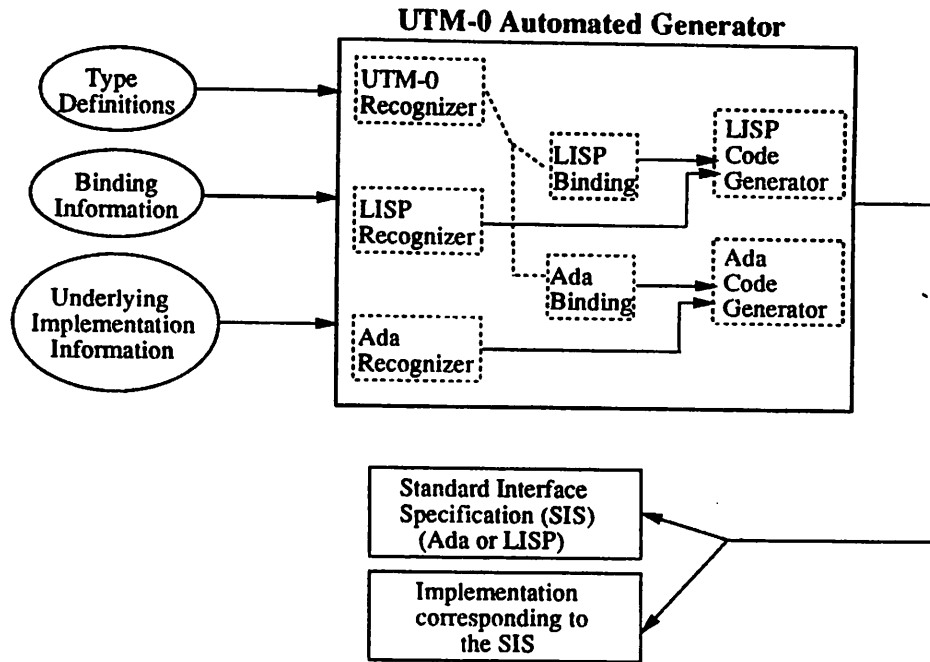 UTM-0 Automated Generator
Type
Definitions
Binding
Information
Underlying
Implementation
Information
UTM-0
Recognizer
LISP
Recognizer
Ada
Recognizer
LISP
Binding
Ada
Binding
LISP
Code
Generator
Ada
Code
Generator
Standard Interface
Specification (SIS)
(Ada or LISP)
Implementation
corresponding to
the SIS